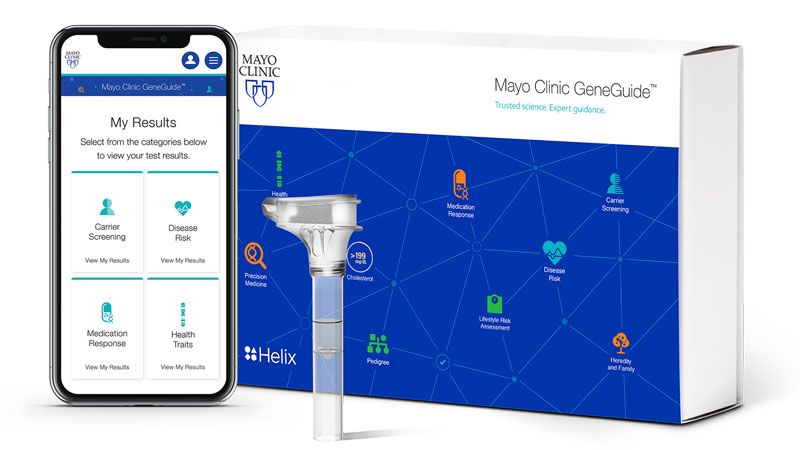 MAYO
CLINIC
Mayo Clinic GeneGuide™
My Results
Select from the categories below
to view your test results.
Carrier
Screening
View My Results
Disease
Risk
View My Results
Medication
Response
View My Results
Health
Traits
View My Results
MAYO
CLINIC
Mayo Clinic GeneGuide™
Trusted science. Expert guidance.
Health
Medication
Response
Carrier
Screening
Precision
Medicine
>199
mg/dL
Cholesterol
Disease
Risk
Lifestyle Risk
Assessment
Helix
Pedigree
Heredity
and Family